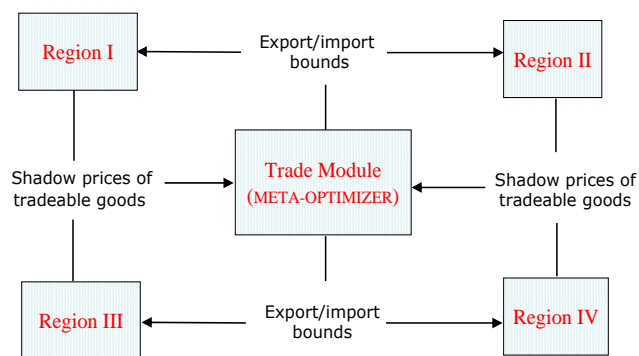 Region I
Export/import
bounds
Region II
Shadow prices of
tradeable goods
Trade Module
(META-OPTIMIZER)
Shadow prices of
tradeable goods
Region III
Export/import
bounds
Region IV